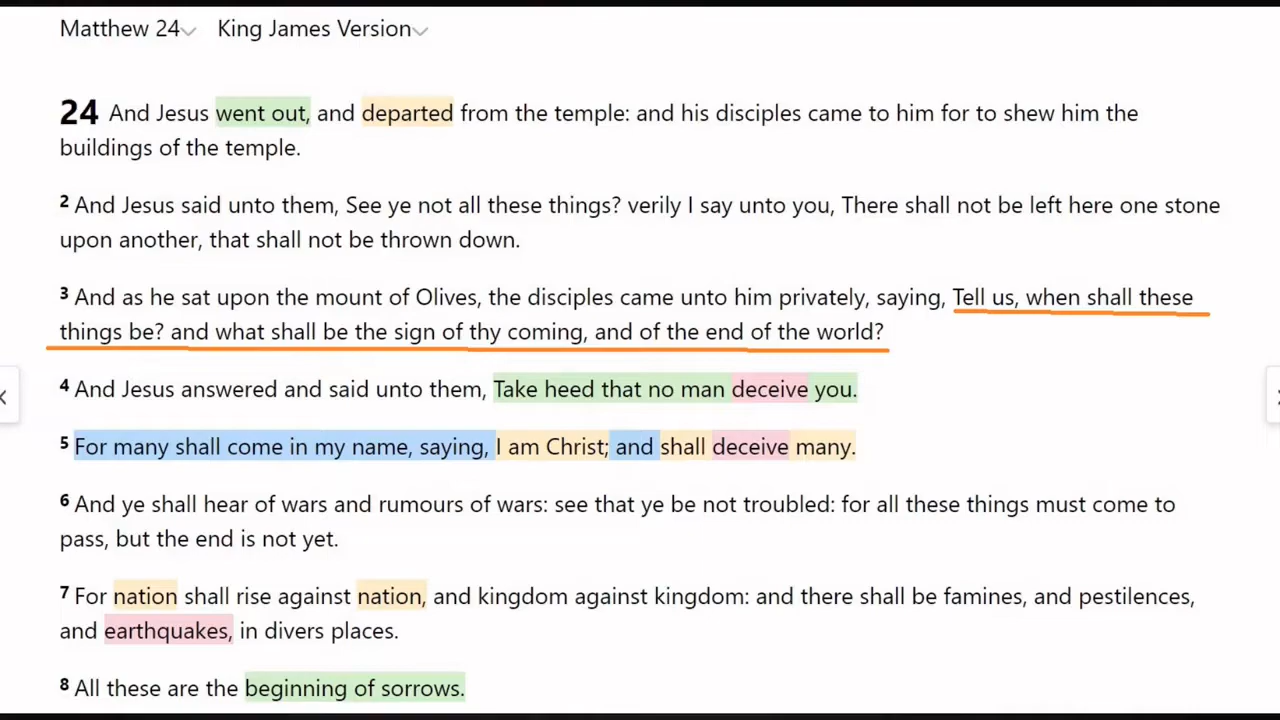 Matthew 24 King James Version
24 And Jesus went out, and departed from the temple: and his disciples came to him for to shew him the
buildings of the temple.
2 And Jesus said unto them, See ye not all these things? verily I say unto you, There shall not be left here one stone
upon another, that shall not be thrown down.
3 And as he sat upon the mount of Olives, the disciples came unto him privately, saying, Tell us, when shall these
things be? and what shall be the sign of thy coming, and of the end of the world?
4 And Jesus answered and said unto them, Take heed that no man deceive you.
5 For many shall come in my name, saying, I am Christ; and shall deceive many.
6 And ye shall hear of wars and rumours of wars: see that ye be not troubled: for all these things must come to
pass, but the end is not yet.
7 For nation shall rise against nation, and kingdom against kingdom: and there shall be famines, and pestilences,
and earthquakes, in divers places.
8 All these are the beginning of sorrows.